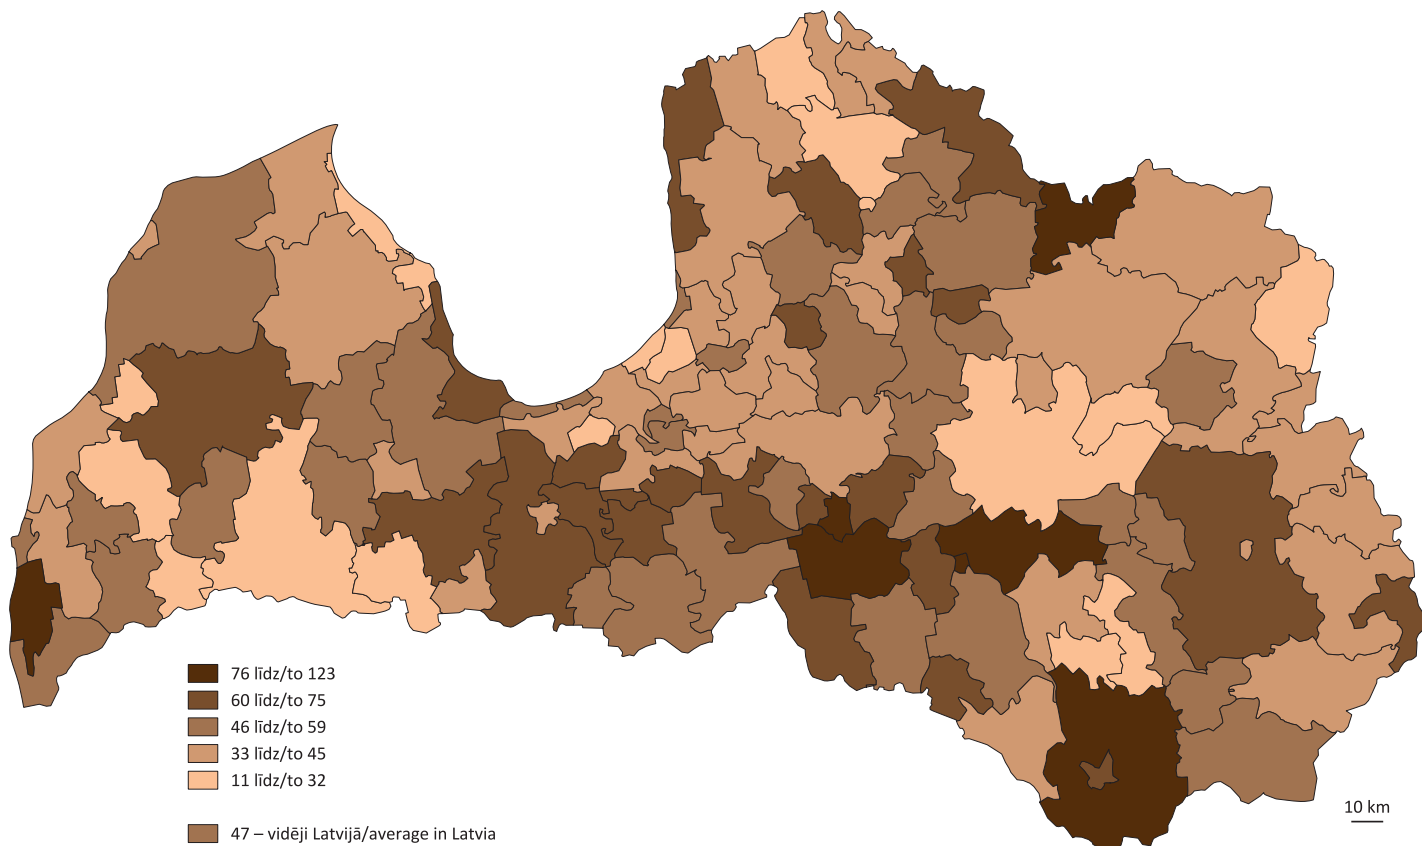 76 līdz/to 123
60 līdz/to 75
46 līdz/to 59
33 līdz/to 45
11 līdz/to 32
47 – vidēji Latvijā/average in Latvia
10 km